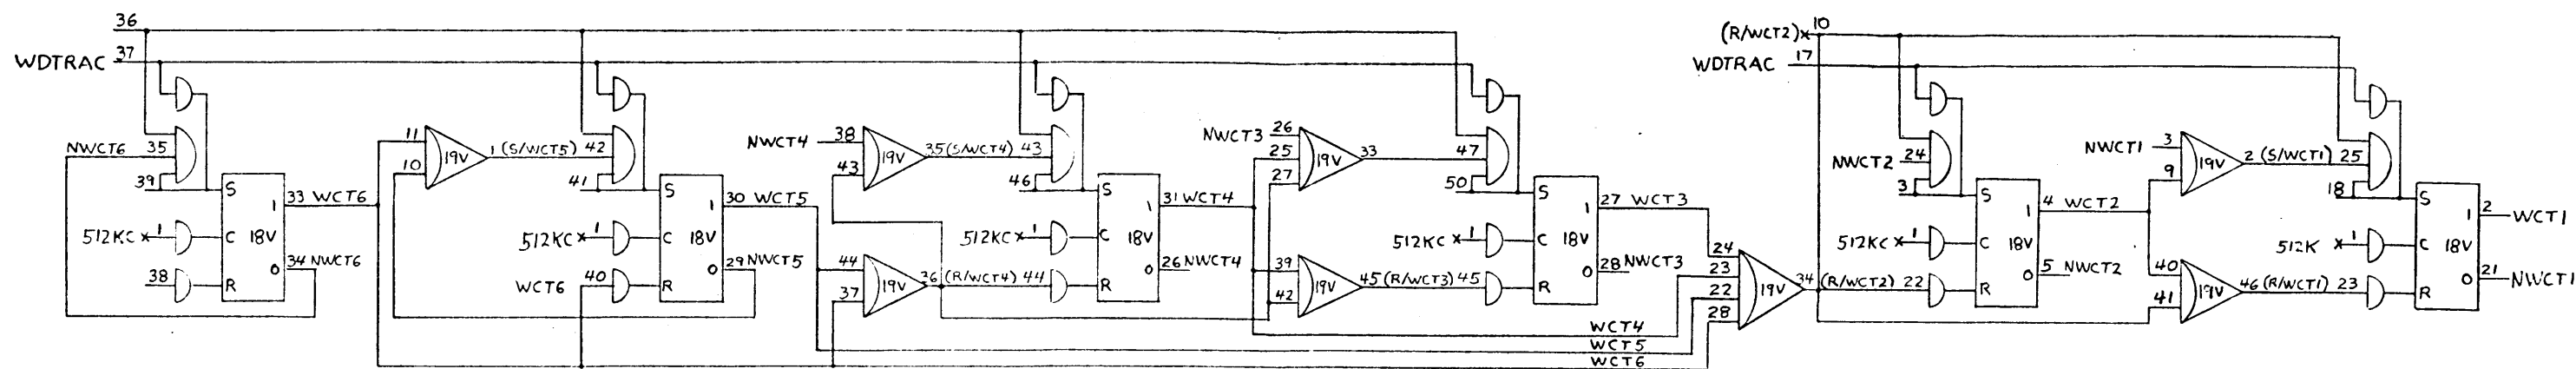 36
(R/WCT2)x 10
WDTRAC 37
WDTRAC 17
NWCT6 35
11
10
19V
1 (S/WCT5) 42
NWCT4 38
43
19V
35(S/WCT4) 43
NWCT3 26
25
27
19V
33
47
NWCT2 24
NWCT1 3
9
19V
2 (S/WCT1) 25
39
S
41
S
46
S
50
S
3
S
18
S
1
33 WCT6
1
30 WCT5
1
31 WCT4
1
27 WCT3
1
4 WCT2
1
2
WCT1
512KC x 1
C
18V
512KC x 1
C
18V
512KC x 1
C
18V
512KC x 1
C
18V
512KC x 1
C
18V
512K x 1
C
18V
38
R
0
34 NWCT6
WCT6
40
R
0
29 NWCT5
44
37
19V
36 (R/WCT4) 44
R
0
26 NWCT4
39
42
19V
45 (R/WCT3) 45
R
0
28 NWCT3
24
23
22
28
19V
34
(R/WCT2) 22
R
0
5 NWCT2
40
41
19V
46 (R/WCT1) 23
R
0
21
NWCT1
WCT4
WCT5
WCT6